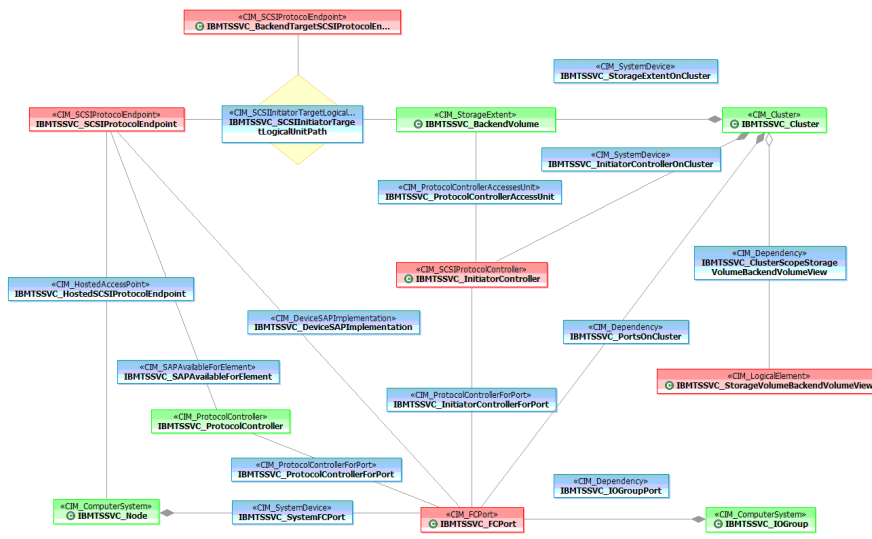 «CIM_SCSIProtocolEndpoint»
IBMTSSVC_BackendTargetSCSIProtocolEn...
«CIM_SystemDevice»
IBMTSSVC_StorageExtentOnCluster
«CIM_SCSIProtocolEndpoint»
IBMTSSVC_SCSIProtocolEndpoint
«CIM_SCSIInitiatorTargetLogical...
IBMTSSVC_SCSIInitiatorTarge
tLogicalUnitPath
«CIM_StorageExtent»
IBMTSSVC_BackendVolume
«CIM_Cluster»
IBMTSSVC_Cluster
«CIM_SystemDevice»
IBMTSSVC_InitiatorControllerOnCluster
«CIM_ProtocolControllerAccessesUnit»
IBMTSSVC_ProtocolControllerAccessUnit
«CIM_Dependency»
IBMTSSVC_ClusterScopeStorage
VolumeBackendVolumeView
«CIM_SCSIProtocolController»
IBMTSSVC_InitiatorController
«CIM_HostedAccessPoint»
IBMTSSVC_HostedSCSIProtocolEndpoint
«CIM_DeviceSAPImplementation»
IBMTSSVC_DeviceSAPImplementation
«CIM_Dependency»
IBMTSSVC_PortsOnCluster
«CIM_SAPAvailableForElement»
IBMTSSVC_SAPAvailableForElement
«CIM_LogicalElement»
IBMTSSVC_StorageVolumeBackendVolumeView
«CIM_ProtocolControllerForPort»
IBMTSSVC_InitiatorControllerForPort
«CIM_ProtocolController»
IBMTSSVC_ProtocolController
«CIM_ProtocolControllerForPort»
IBMTSSVC_ProtocolControllerForPort
«CIM_Dependency»
IBMTSSVC_IOGroupPort
«CIM_ComputerSystem»
IBMTSSVC_Node
«CIM_SystemDevice»
IBMTSSVC_SystemFCPort
«CIM_FCPort»
IBMTSSVC_FCPort
«CIM_ComputerSystem»
IBMTSSVC_IOGroup